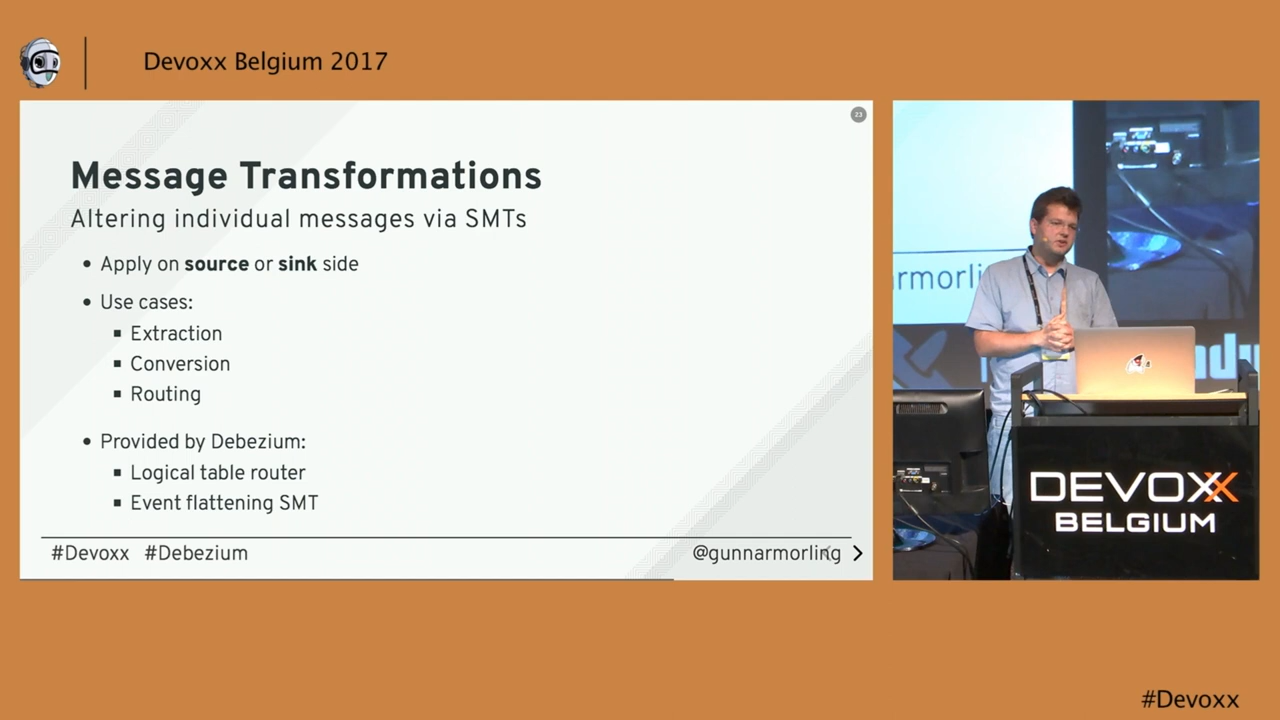 Devoxx Belgium 2017
23
Message Transformations
Altering individual messages via SMTs
• Apply on source or sink side
• Use cases:
▪ Extraction
▪ Conversion
▪ Routing
• Provided by Debezium:
▪ Logical table router
▪ Event flattening SMT
#Devoxx #Debezium
@gunnarmorling
rmorli
DEVOXX
BELGIUM
#Devoxx